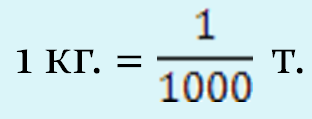 1 кг. = 1/1000 т.